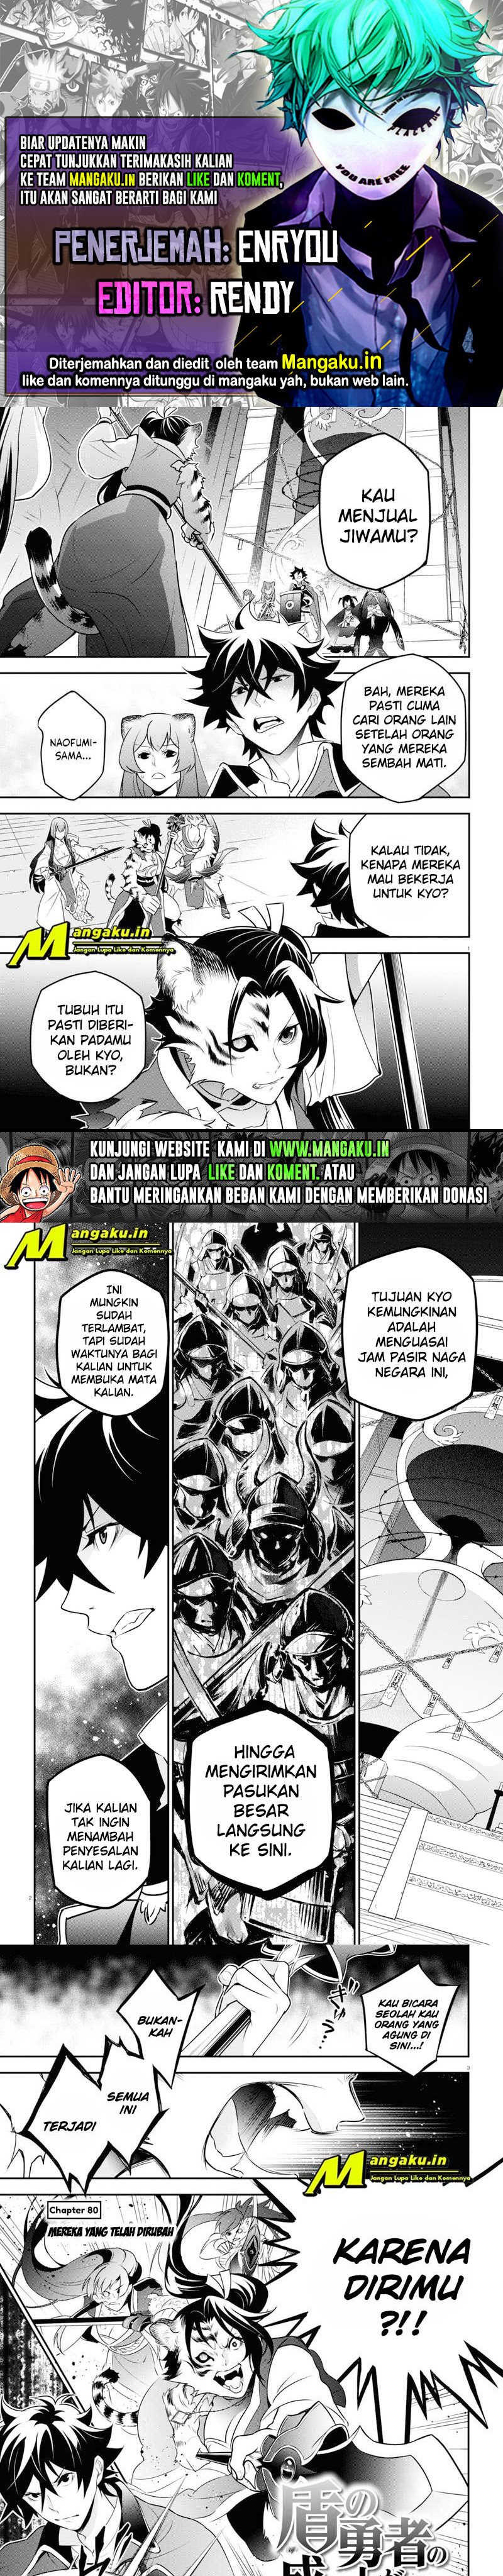 BIAR UPDATENYA MAKIN
CEPAT TUNJUKKAN TERIMAKASIH KALIAN
KE TEAM MANGAKU.IN BERIKAN LIKE DAN KOMENT,
ITU AKAN SANGAT BERARTI BAGI KAMI
PLACEBO
YOU ARE FREE
PENERJEMAH: ENRYOU
EDITOR: RENDY
Diterjemahkan dan diedit oleh team Mangaku.in
like dan komennya ditunggu di mangaku yah, bukan web lain.
KAU
MENJUAL
JIWAMU?
BAH, MEREKA
PASTI CUMA
CARI ORANG LAIN
SETELAH ORANG
YANG MEREKA
SEMBAH MATI.
NAOFUMI-
SAMA...
KALAU TIDAK,
KENAPA MEREKA
MAU BEKERJA
UNTUK KYO?
Mangaku.in
Jangan Lupa Like dan Komennya
1
TUBUH ITU
PASTI DIBERI-
KAN PADAMU
OLEH KYO,
BUKAN?
KUNJUNGI WEBSITE KAMI DI WWW.MANGAKU.IN
DAN JANGAN LUPA LIKE DAN KOMENT. ATAU
BANTU MERINGANKAN BEBAN KAMI DENGAN MEMBERIKAN DONASI
Mangaku.in
Jangan Lupa Like dan Komennya
TUJUAN KYO
KEMUNGKINAN
ADALAH
MENGUASAI
JAM PASIR NAGA
NEGARA INI,
HINGGA
MENGIRIMKAN
PASUKAN
BESAR
LANGSUNG
KE SINI.
INI
MUNGKIN
SUDAH
TERLAMBAT,
TAPI SUDAH
WAKTUNYA BAGI
KALIAN UNTUK
MEMBUKA MATA
KALIAN.
JIKA KALIAN
TAK INGIN
MENAMBAH
PENYESALAN
KALIAN LAGI.
2
KAU BICARA
SEOLAH KAU
ORANG YANG
AGUNG DI
SINI...!
3
BUKAN-
KAH
SEMUA
INI
TERJADI
Mangaku.in
Jangan Lupa Like dan Komennya
Chapter 80
MEREKA YANG TELAH DIRUBAH
KARENA
DIRIMU
?!!
盾の
勇者の